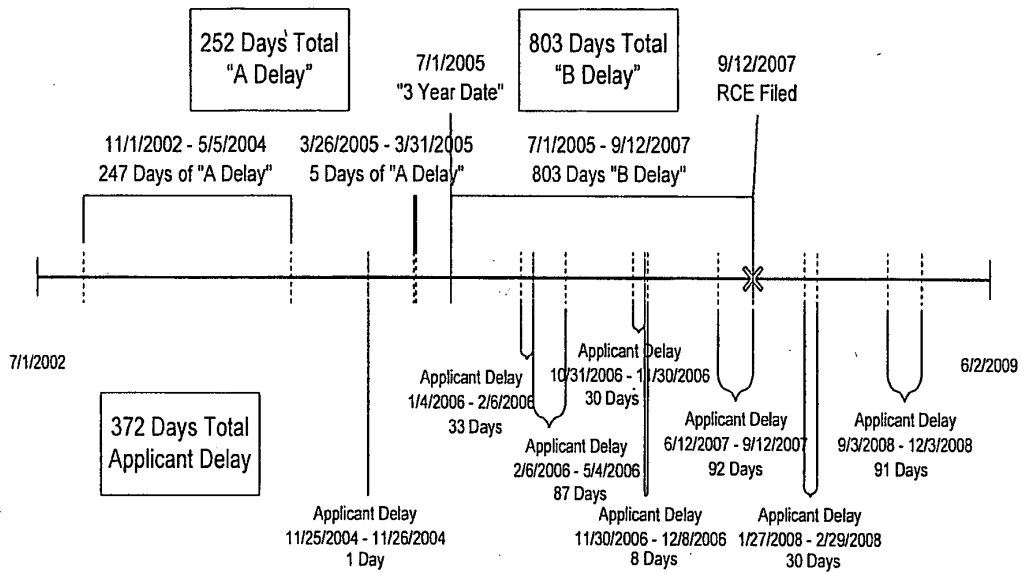 252 Days Total
"A Delay"
803 Days Total
"B Delay"
7/1/2005
"3 Year Date"
9/12/2007
RCE Filed
11/1/2002 - 5/5/2004
247 Days of "A Delay"
3/26/2005 - 3/31/2005
5 Days of "A Delay"
7/1/2005 - 9/12/2007
803 Days "B Delay"
7/1/2002
6/2/2009
372 Days Total
Applicant Delay
Applicant Delay
11/25/2004 - 11/26/2004
1 Day
Applicant Delay
1/4/2006 - 2/6/2006
33 Days
Applicant Delay
2/6/2006 - 5/4/2006
87 Days
Applicant Delay
10/31/2006 - 11/30/2006
30 Days
Applicant Delay
11/30/2006 - 12/8/2006
8 Days
Applicant Delay
6/12/2007 - 9/12/2007
92 Days
Applicant Delay
1/27/2008 - 2/29/2008
30 Days
Applicant Delay
9/3/2008 - 12/3/2008
91 Days